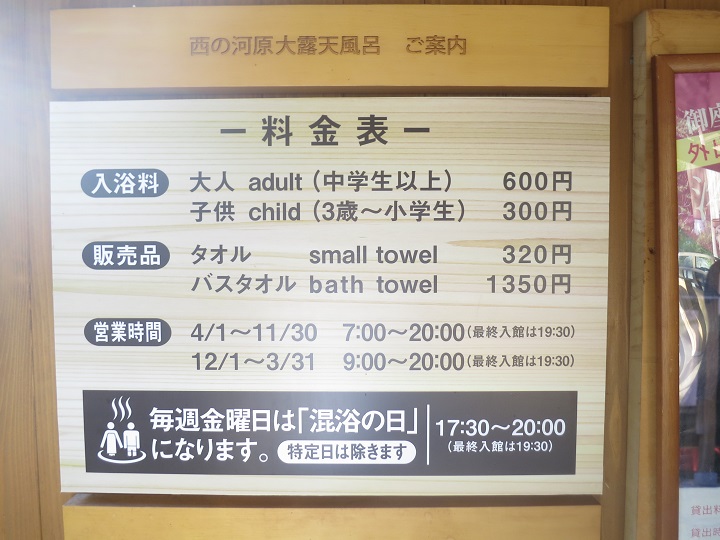 西の河原大露天風呂　ご案内
ー 料金表 ー
入浴料 大人 adult (中学生以上) 600円
子供 child (3歳～小学生) 300円
販売品 タオル small towel 320円
バスタオル bath towel 1350円
営業時間 4/1～11/30 7:00～20:00(最終入館は19:30)
12/1～3/31 9:00～20:00(最終入館は19:30)
毎週金曜日は「混浴の日」
になります。 特定日は除きます
17:30～20:00
(最終入館は19:30)
貸出料